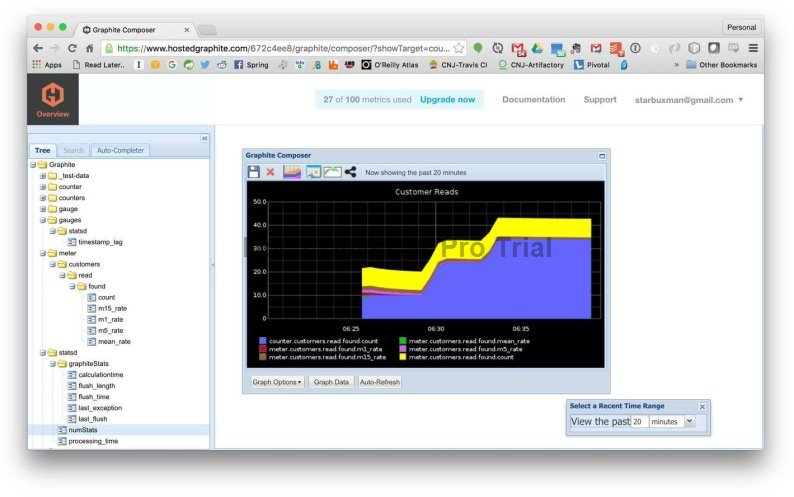 Graphite Composer
Personal
https://www.hostedgraphite.com/672c4ee8/graphite/composer/?showTarget=cou...
Apps
Read Later..
Spring
O'Reilly Atlas
CNJ-Travis CI
CNJ-Artifactory
Pivotal
»
Other Bookmarks
Overview
27 of 100 metrics used Upgrade now
Documentation
Support
starbuxman@gmail.com
Tree
Search
Auto-Completer
Graphite
_test-data
counter
counters
gauge
gauges
statsd
timestamp_lag
meter
customers
read
found
count
m15_rate
m1_rate
m5_rate
mean_rate
statsd
graphiteStats
calculationtime
flush_length
flush_time
last_exception
last_flush
numStats
processing_time
Graphite Composer
Now showing the past 20 minutes
Customer Reads
50.0
40.0
30.0
20.0
10.0
0
Pro Trial
06:25
06:30
06:35
counter.customers.read.found.count
meter.customers.read.found.mean_rate
meter.customers.read.found.m1_rate
meter.customers.read.found.m5_rate
meter.customers.read.found.m15_rate
meter.customers.read.found.count
Graph Options
Graph Data
Auto-Refresh
Select a Recent Time Range
View the past 20 minutes